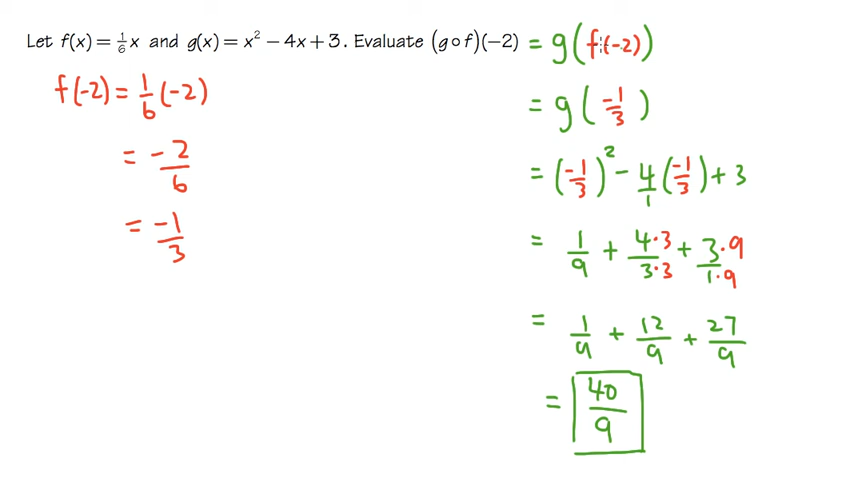 Let f(x) = 1/6 x and g(x) = x² − 4x + 3. Evaluate (g ∘ f)(−2) = g(f(-2))
f(-2) = 1/6 (-2)
= -2/6
= -1/3
= g(-1/3)
= (-1/3)² - 4/1 (-1/3) + 3
= 1/9 + 4·3/3·3 + 3·9/1·9
= 1/9 + 12/9 + 27/9
= 40/9